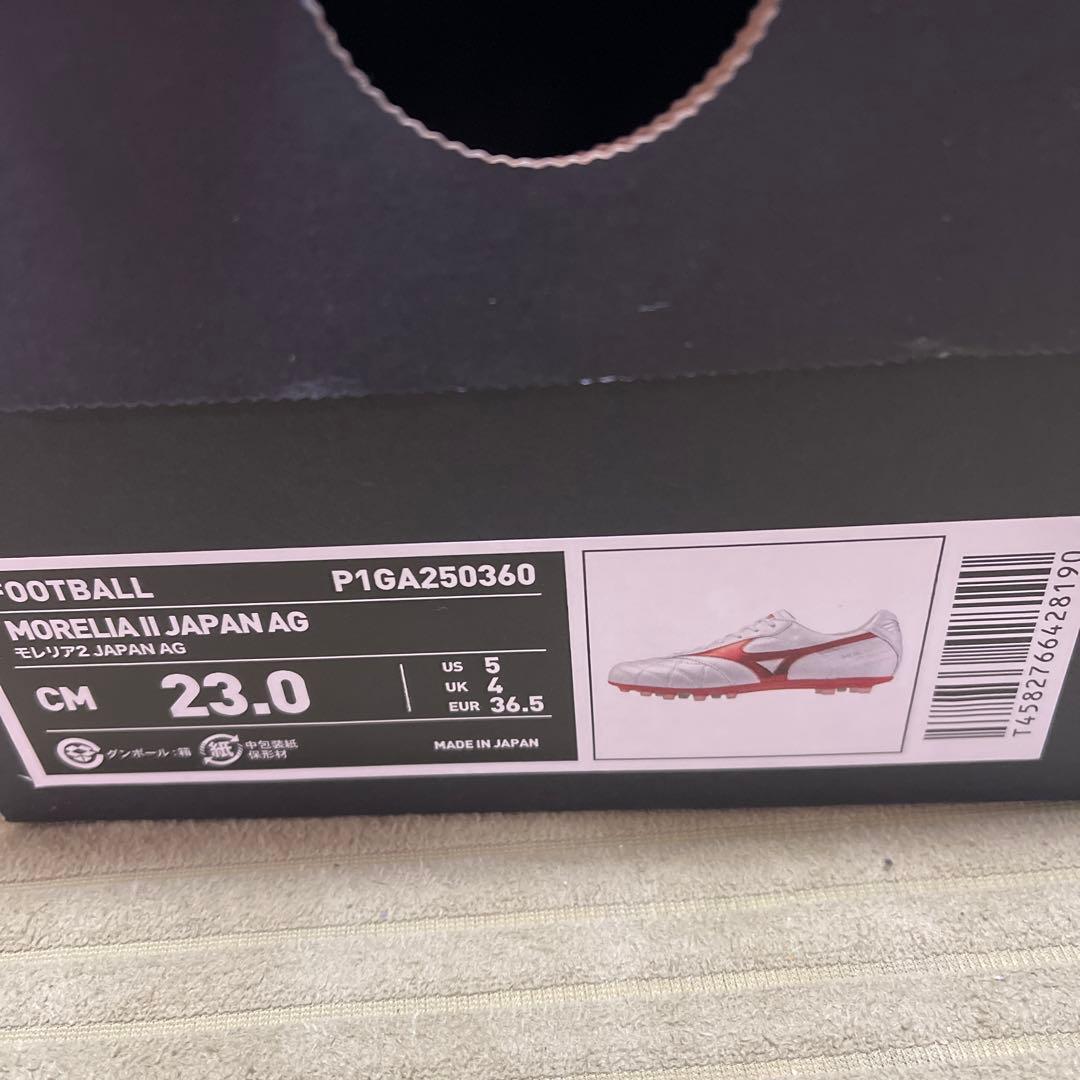 FOOTBALL P1GA250360
MORELIA II JAPAN AG
モレリア2 JAPAN AG
CM 23.0
US 5
UK 4
EUR 36.5
ダンボール:箱 紙 中包装紙
保形材
MADE IN JAPAN
T4582766428190